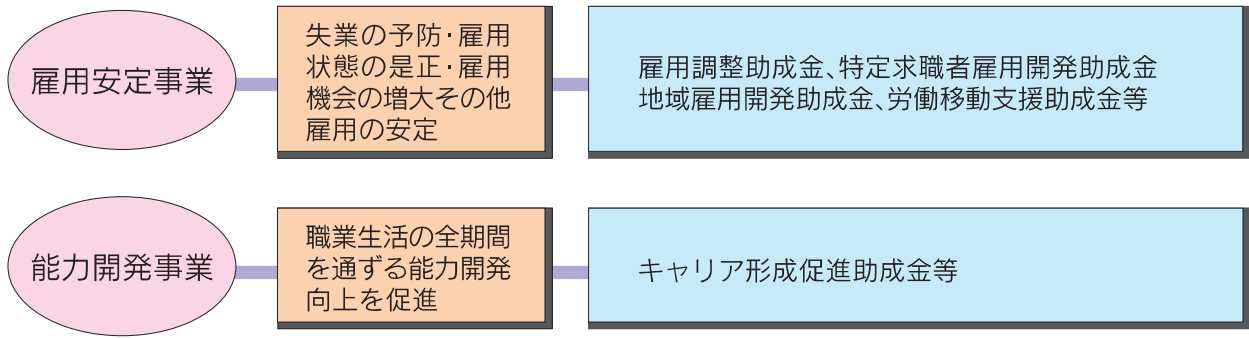 雇用安定事業
失業の予防・雇用
状態の是正・雇用
機会の増大その他
雇用の安定
雇用調整助成金、特定求職者雇用開発助成金
地域雇用開発助成金、労働移動支援助成金等
能力開発事業
職業生活の全期間
を通ずる能力開発
向上を促進
キャリア形成促進助成金等